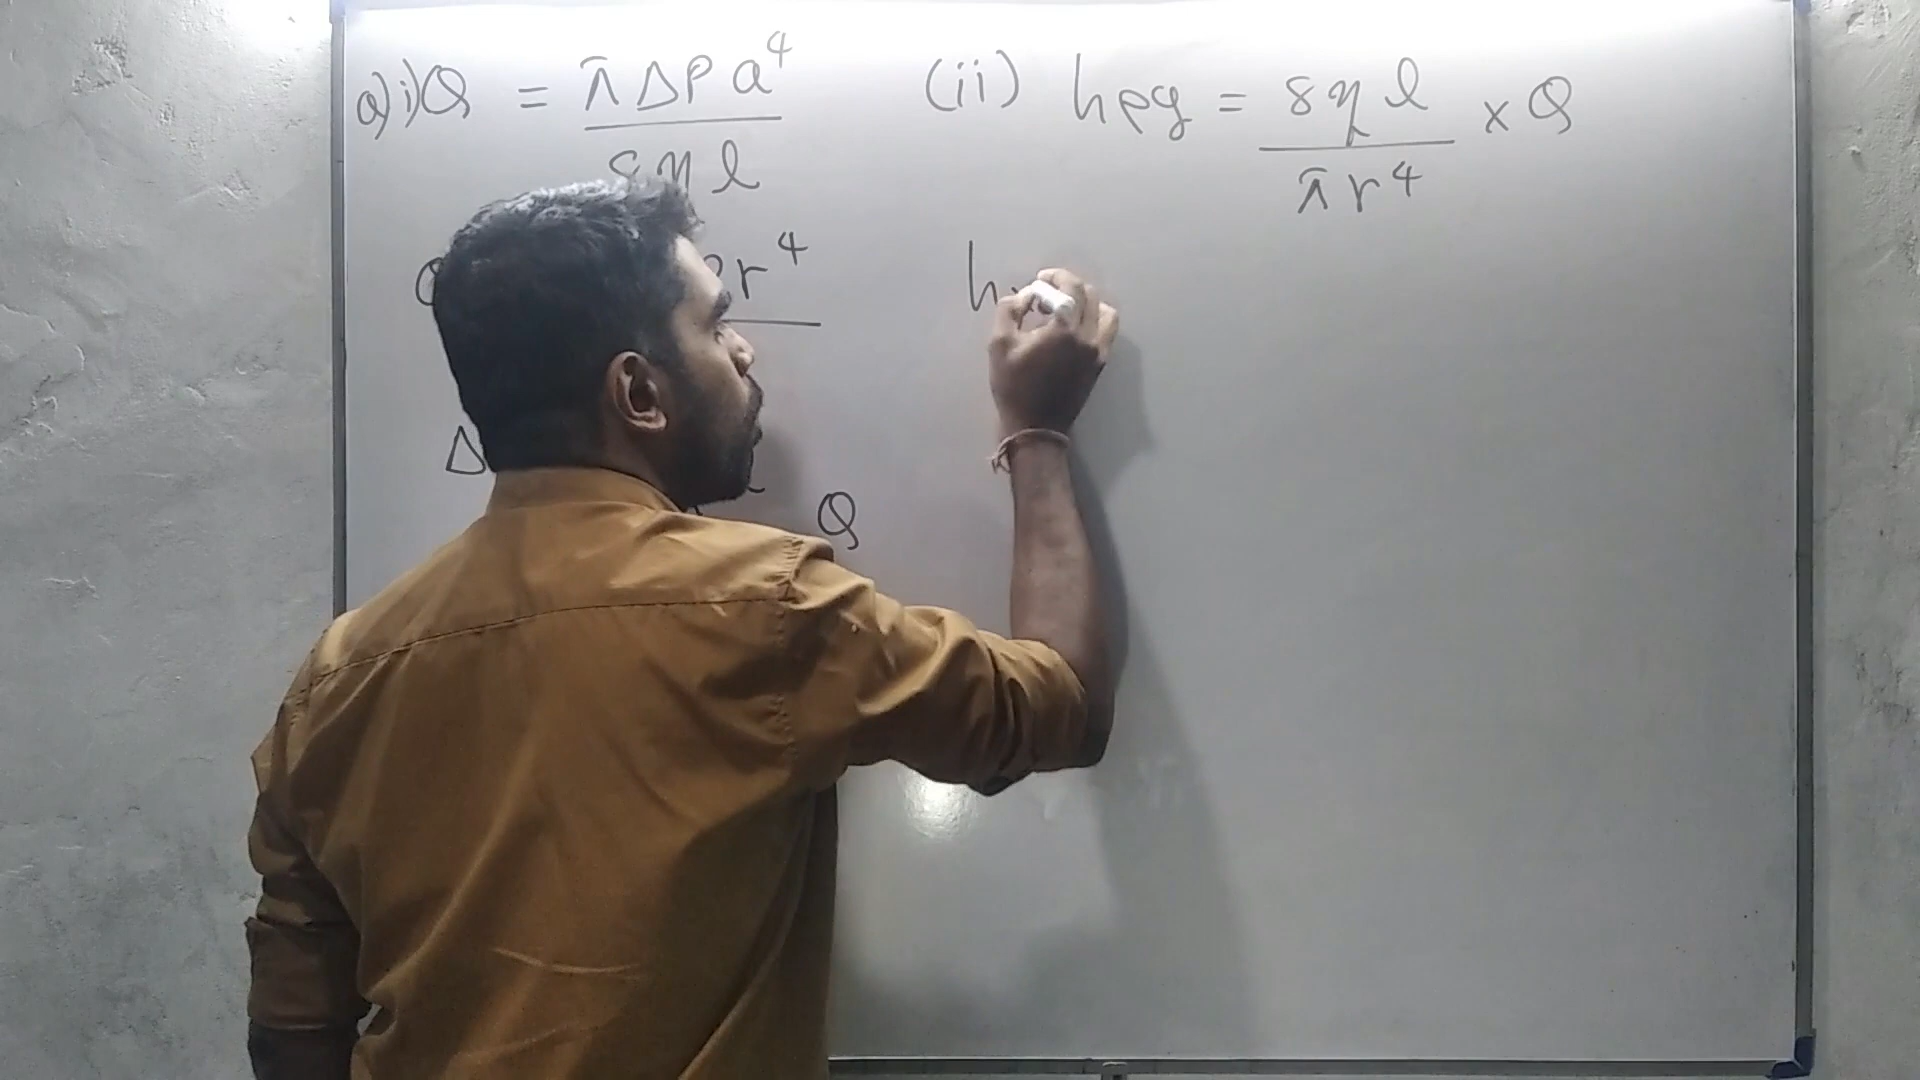 a) i) Q = π ΔP a⁴ / 8 η l
r⁴
Δ
Q
(ii) hρg = 8 η l / π r⁴ × Q
h